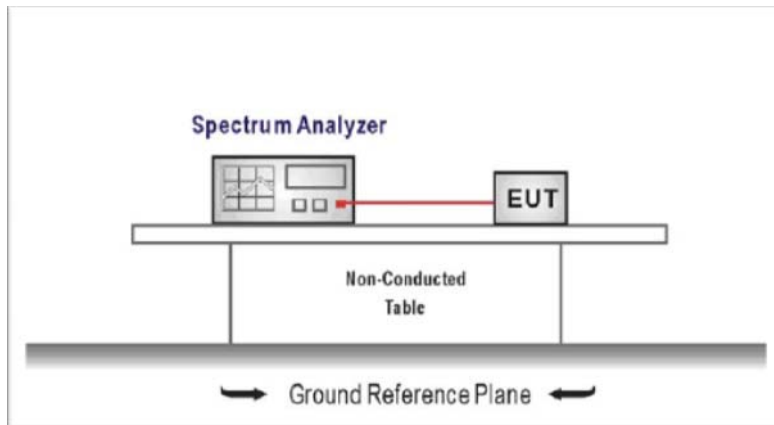 Spectrum Analyzer
EUT
Non-Conducted
Table
Ground Reference Plane